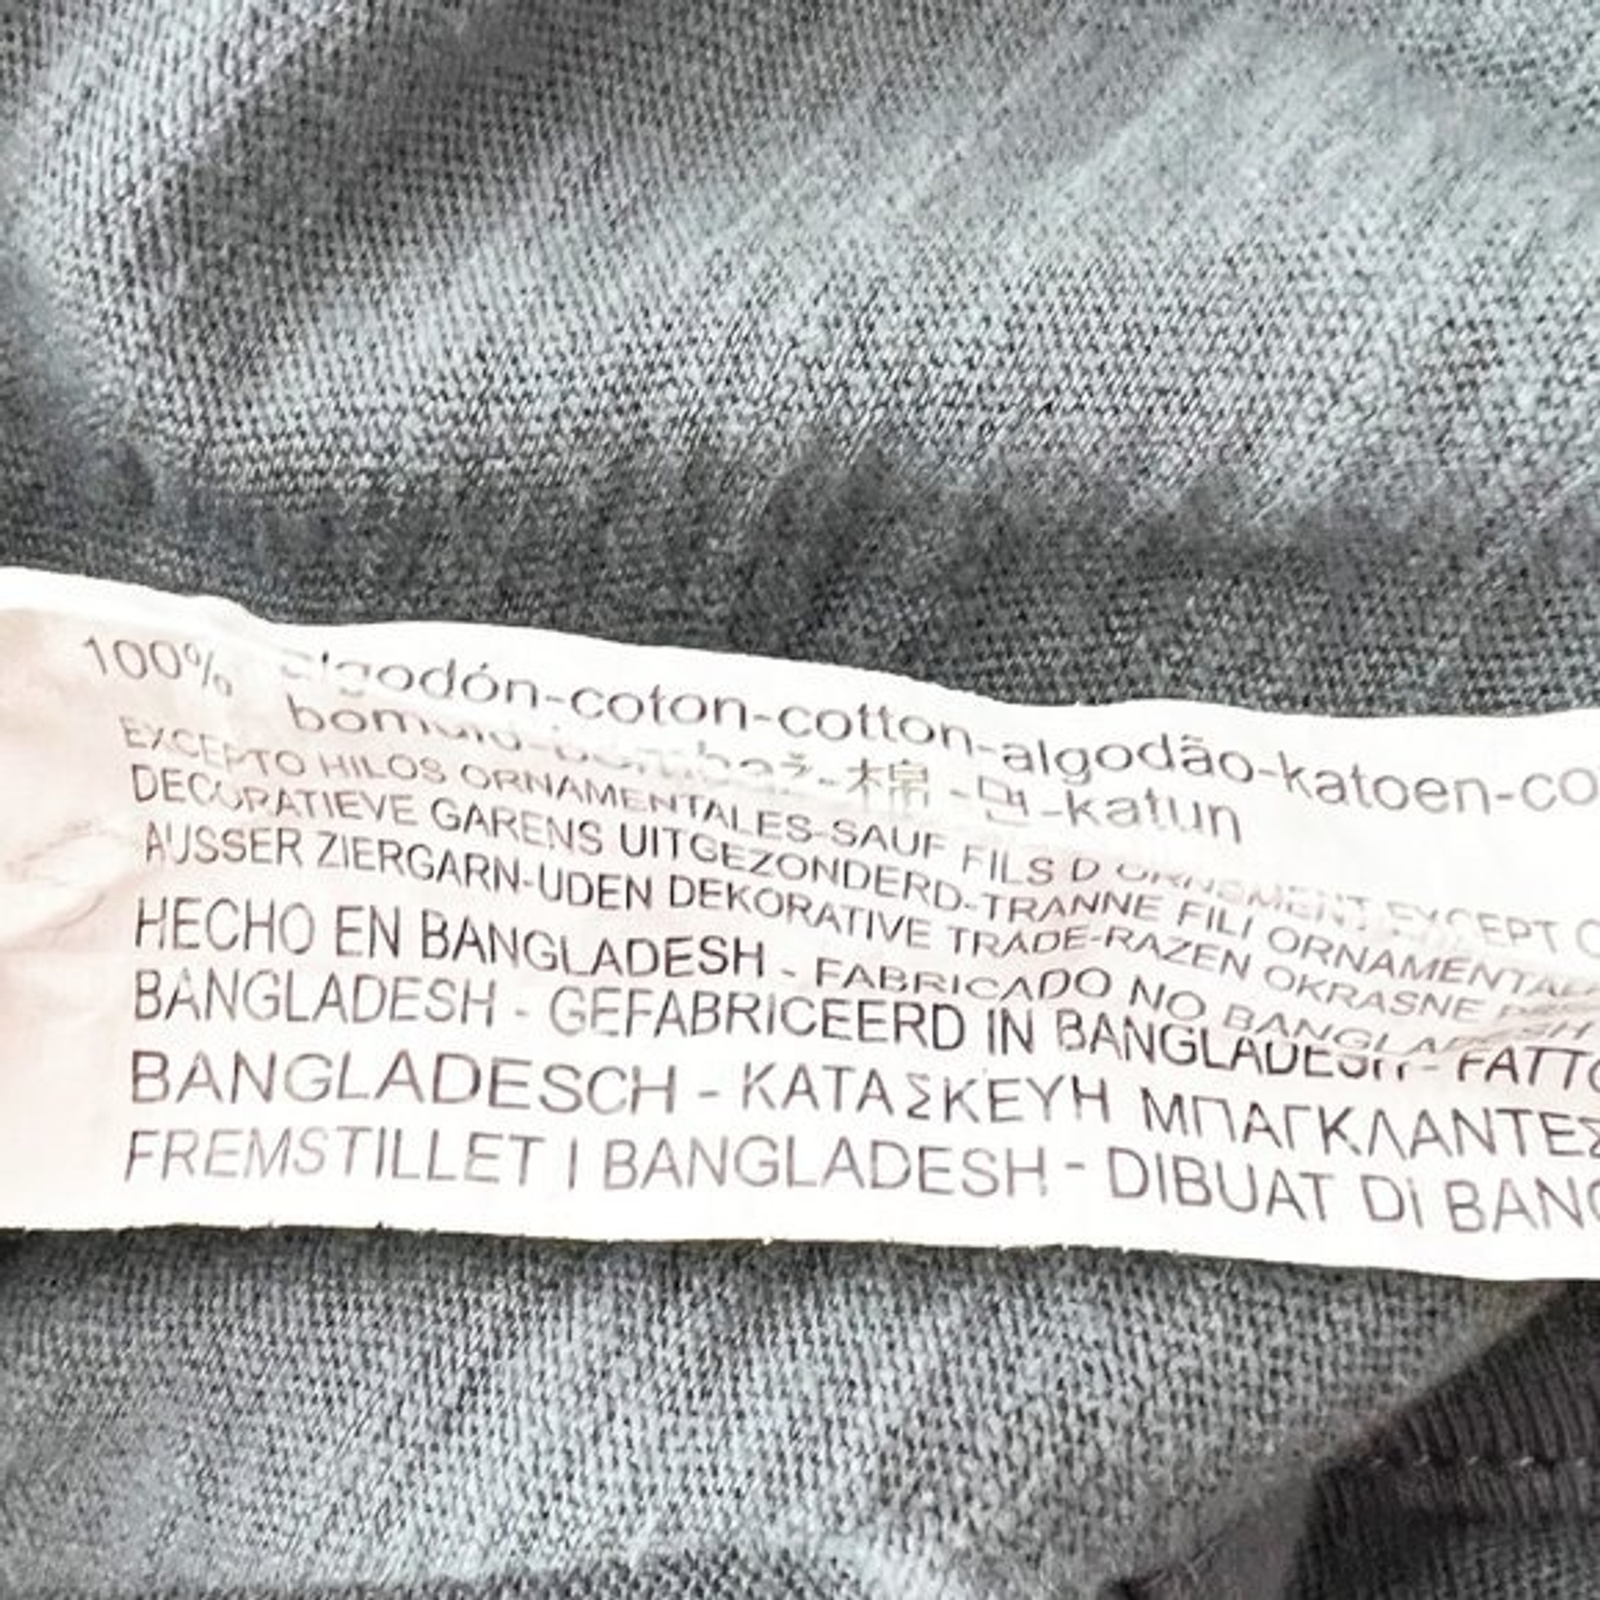 100% algodón-coton-cotton-algodão-katoen-co
棉-면-katun
EXCEPTO HILOS ORNAMENTALES-SAUF FILS D ORNEMENT EXCEPT
DECORATIEVE GARENS UITGEZONDERD-TRANNE FILI ORNAMENTAL
AUSSER ZIERGARN-UDEN DEKORATIVE TRADE-RAZEN OKRASNE
HECHO EN BANGLADESH - FABRICADO NO BANGLADESH
BANGLADESH - GEFABRICEERD IN BANGLADESH - FATTO
BANGLADESCH - ΚΑΤΑΣΚΕΥΗ ΜΠΑΓΚΛΑΝΤΕΣ
FREMSTILLET I BANGLADESH - DIBUAT DI BANG